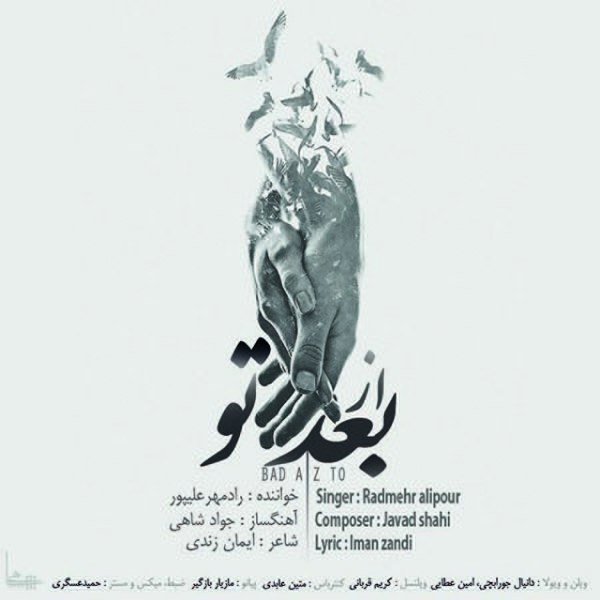 بعد از تو
BAD AZ TO
خواننده : رادمهر علیپور
Singer : Radmehr alipour
آهنگساز : جواد شاهی
Composer : Javad shahi
شاعر : ایمان زندی
Lyric : Iman zandi
ویلن و ویولا : دانیال جورابچی، امین عطایی ویلنسل : کریم قربانی کنترباس : متین عابدی پیانو : مازیار بازگیر ضبط، میکس و مستر : حمیدعسگری